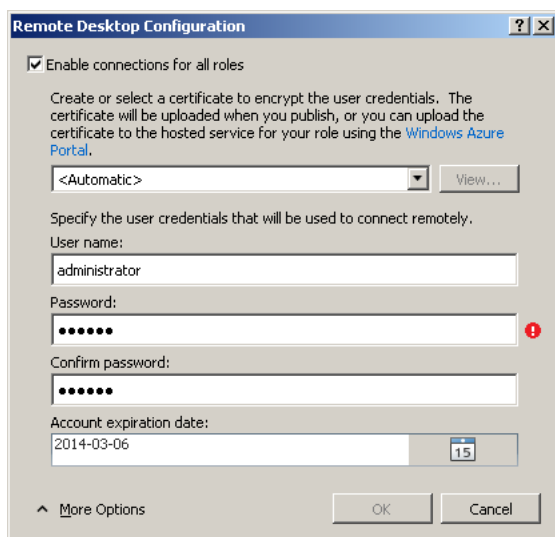 Remote Desktop Configuration
Enable connections for all roles
Create or select a certificate to encrypt the user credentials. The
certificate will be uploaded when you publish, or you can upload the
certificate to the hosted service for your role using the Windows Azure
Portal.
<Automatic>
View...
Specify the user credentials that will be used to connect remotely.
User name:
administrator
Password:
●●●●●●
Confirm password:
●●●●●●
Account expiration date:
2014-03-06
15
More Options
OK
Cancel